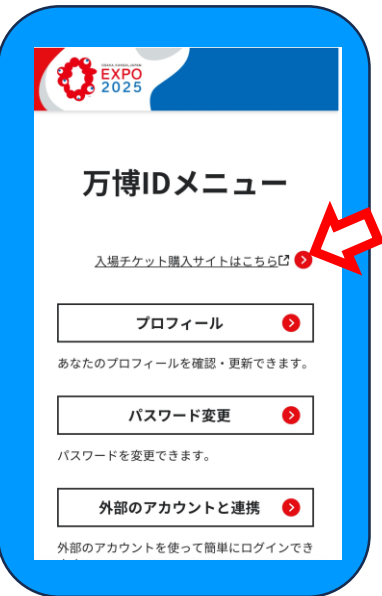 OSAKA, KANSAI, JAPAN
EXPO
2025
万博IDメニュー
入場チケット購入サイトはこちら
プロフィール
あなたのプロフィールを確認・更新できます。
パスワード変更
パスワードを変更できます。
外部のアカウントと連携
外部のアカウントを使って簡単にログインでき